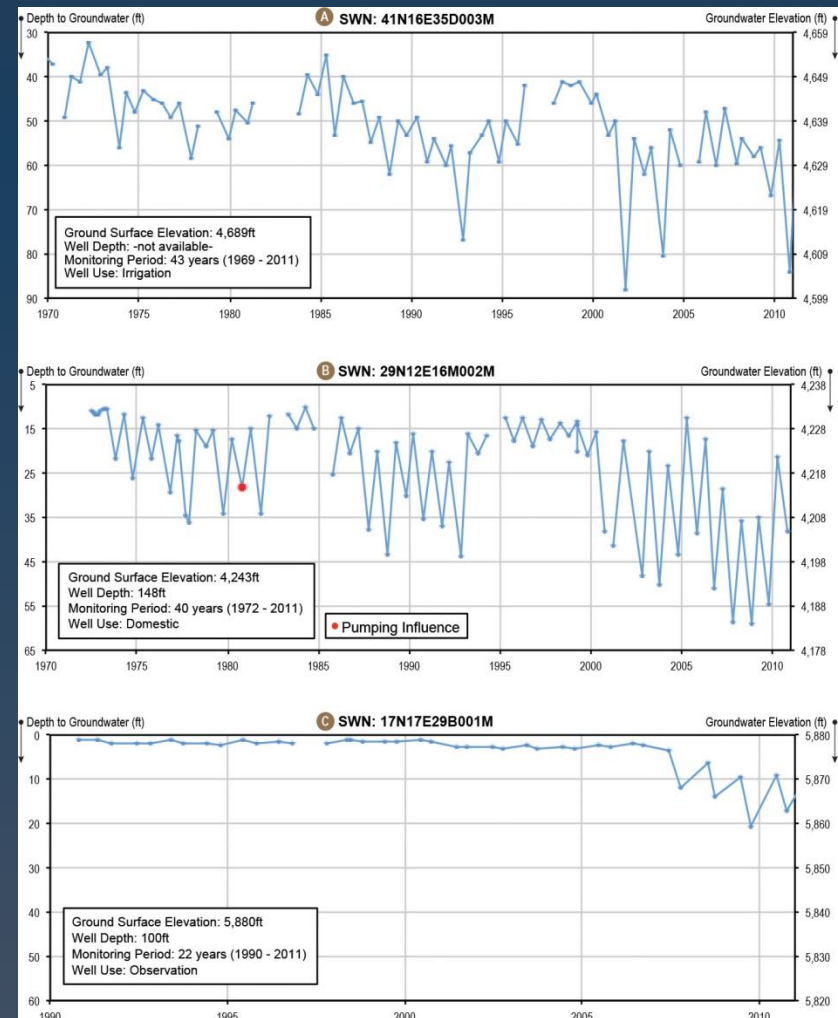 Depth to Groundwater (ft)
A SWN: 41N16E35D003M
Groundwater Elevation (ft)
30
40
50
60
70
80
90
4,659
4,649
4,639
4,629
4,619
4,609
4,599
Ground Surface Elevation: 4,689ft
Well Depth: -not available-
Monitoring Period: 43 years (1969 - 2011)
Well Use: Irrigation
1970 1975 1980 1985 1990 1995 2000 2005 2010
Depth to Groundwater (ft)
B SWN: 29N12E16M002M
Groundwater Elevation (ft)
5
15
25
35
45
55
65
4,238
4,228
4,218
4,208
4,198
4,188
4,178
Ground Surface Elevation: 4,243ft
Well Depth: 148ft
Monitoring Period: 40 years (1972 - 2011)
Well Use: Domestic
Pumping Influence
1970 1975 1980 1985 1990 1995 2000 2005 2010
Depth to Groundwater (ft)
C SWN: 17N17E29B001M
Groundwater Elevation (ft)
0
10
20
30
40
50
60
5,880
5,870
5,860
5,850
5,840
5,830
5,820
Ground Surface Elevation: 5,880ft
Well Depth: 100ft
Monitoring Period: 22 years (1990 - 2011)
Well Use: Observation
1990 1995 2000 2005 2010